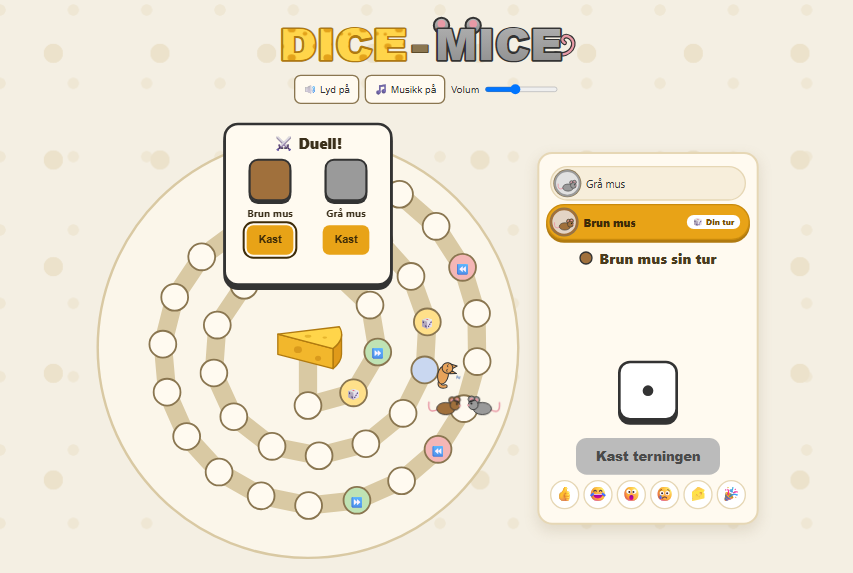 DICE-MICE
Lyd på
Musikk på
Volum
Duell!
Brun mus
Grå mus
Kast
Kast
Grå mus
Brun mus
Din tur
Brun mus sin tur
Kast terningen